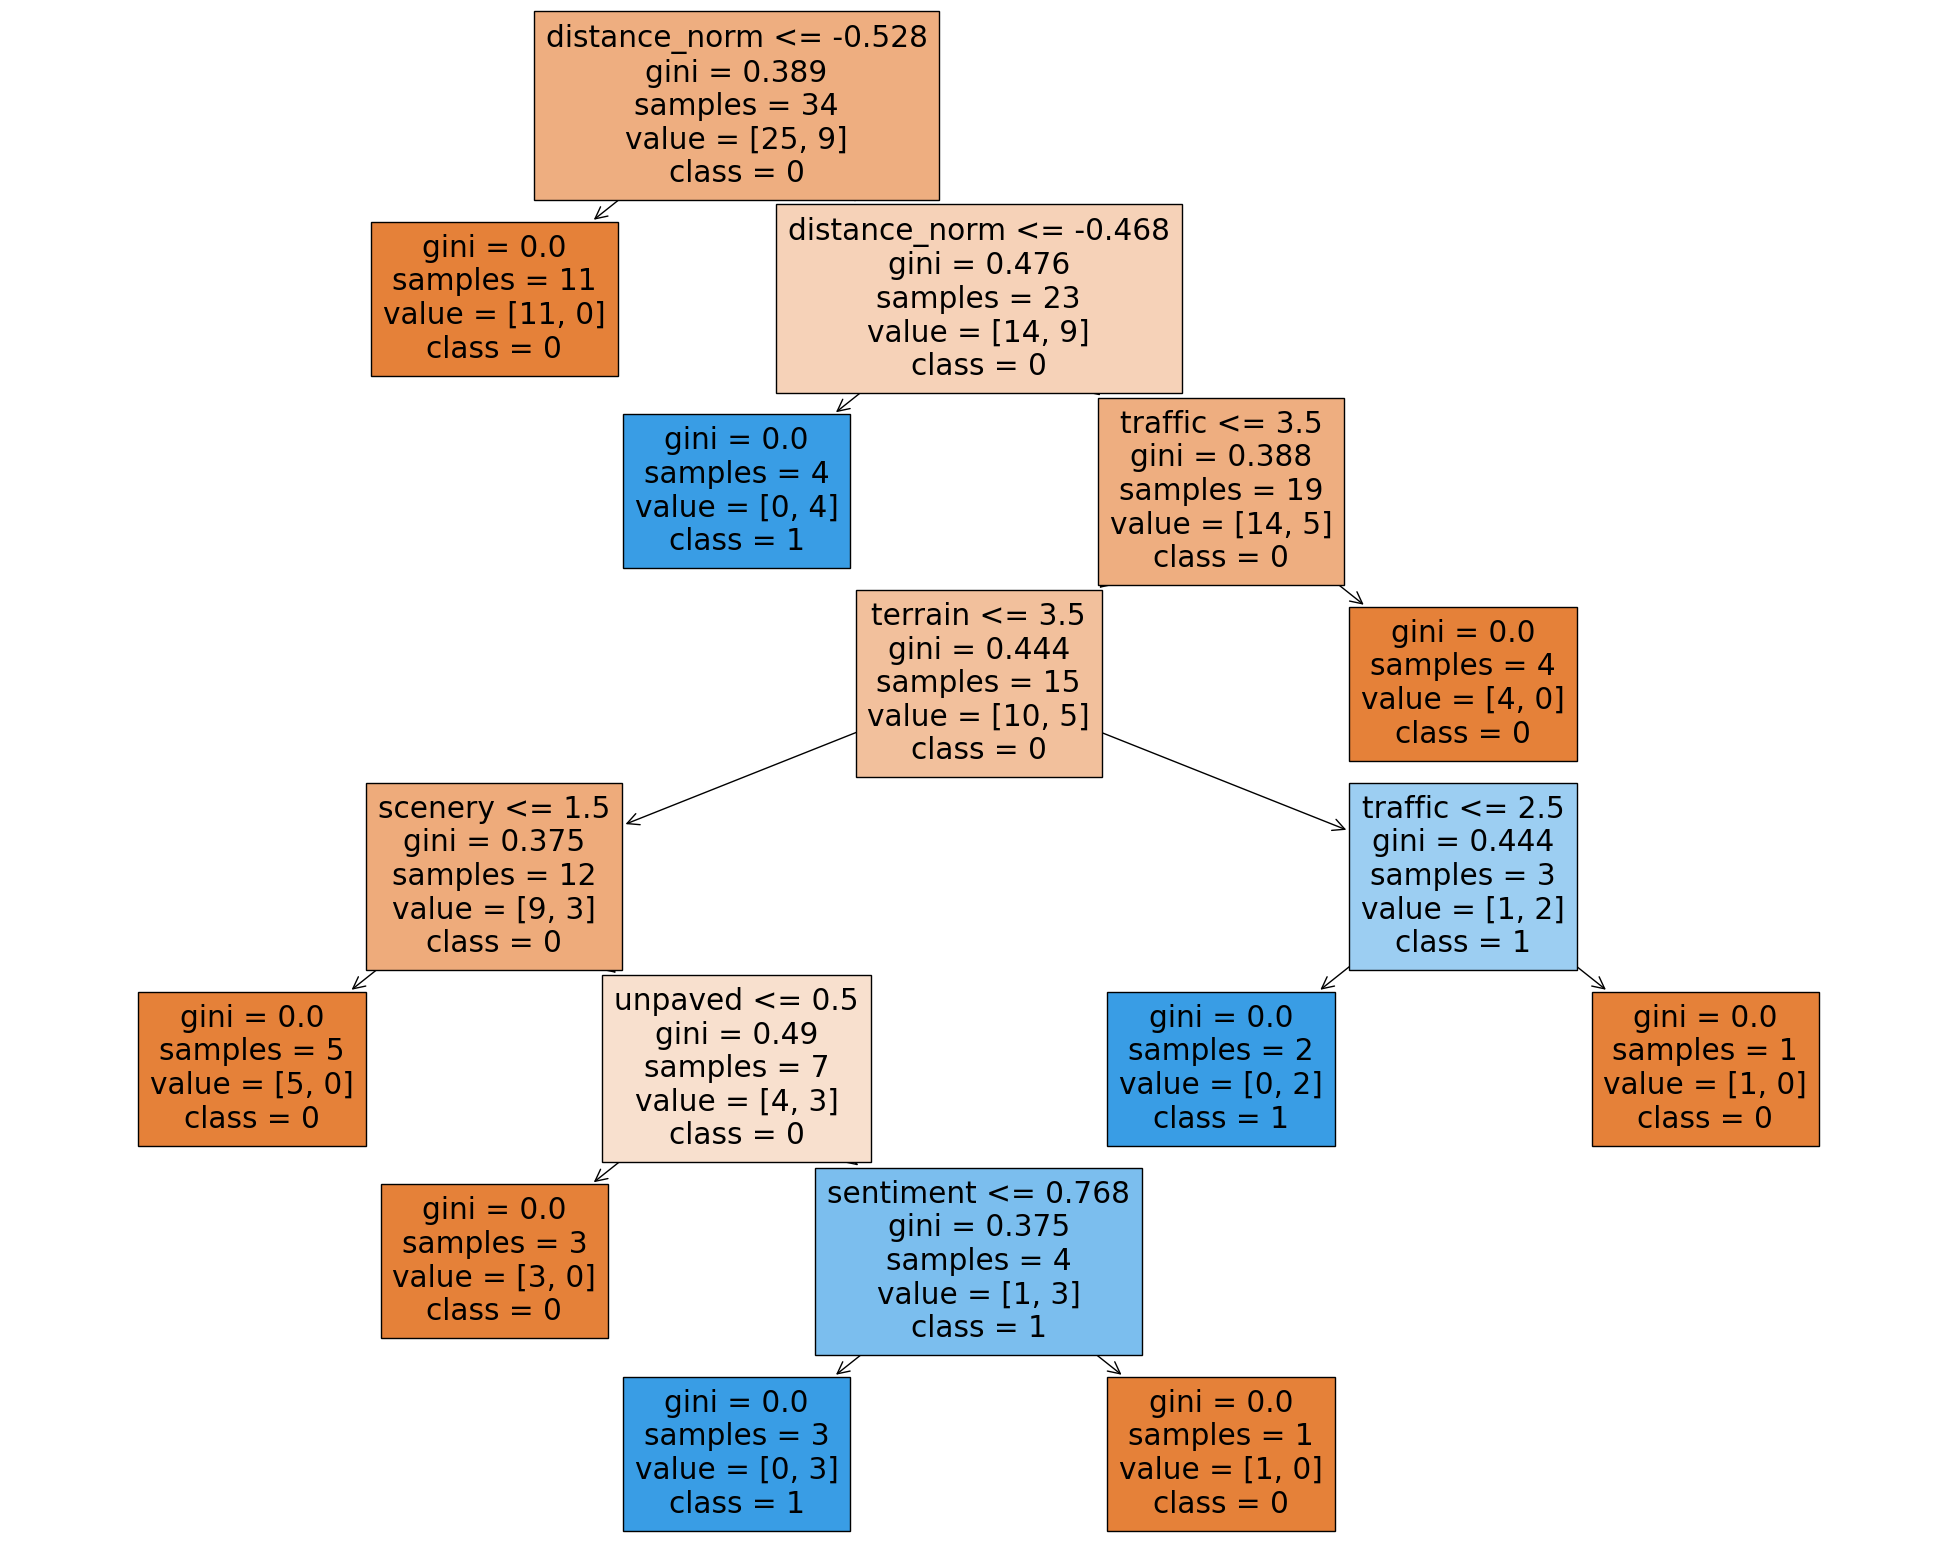 distance_norm <= -0.528
gini = 0.389
samples = 34
value = [25, 9]
class = 0
gini = 0.0
samples = 11
value = [11, 0]
class = 0
distance_norm <= -0.468
gini = 0.476
samples = 23
value = [14, 9]
class = 0
gini = 0.0
samples = 4
value = [0, 4]
class = 1
traffic <= 3.5
gini = 0.388
samples = 19
value = [14, 5]
class = 0
terrain <= 3.5
gini = 0.444
samples = 15
value = [10, 5]
class = 0
gini = 0.0
samples = 4
value = [4, 0]
class = 0
scenery <= 1.5
gini = 0.375
samples = 12
value = [9, 3]
class = 0
traffic <= 2.5
gini = 0.444
samples = 3
value = [1, 2]
class = 1
gini = 0.0
samples = 5
value = [5, 0]
class = 0
unpaved <= 0.5
gini = 0.49
samples = 7
value = [4, 3]
class = 0
gini = 0.0
samples = 2
value = [0, 2]
class = 1
gini = 0.0
samples = 1
value = [1, 0]
class = 0
gini = 0.0
samples = 3
value = [3, 0]
class = 0
sentiment <= 0.768
gini = 0.375
samples = 4
value = [1, 3]
class = 1
gini = 0.0
samples = 3
value = [0, 3]
class = 1
gini = 0.0
samples = 1
value = [1, 0]
class = 0